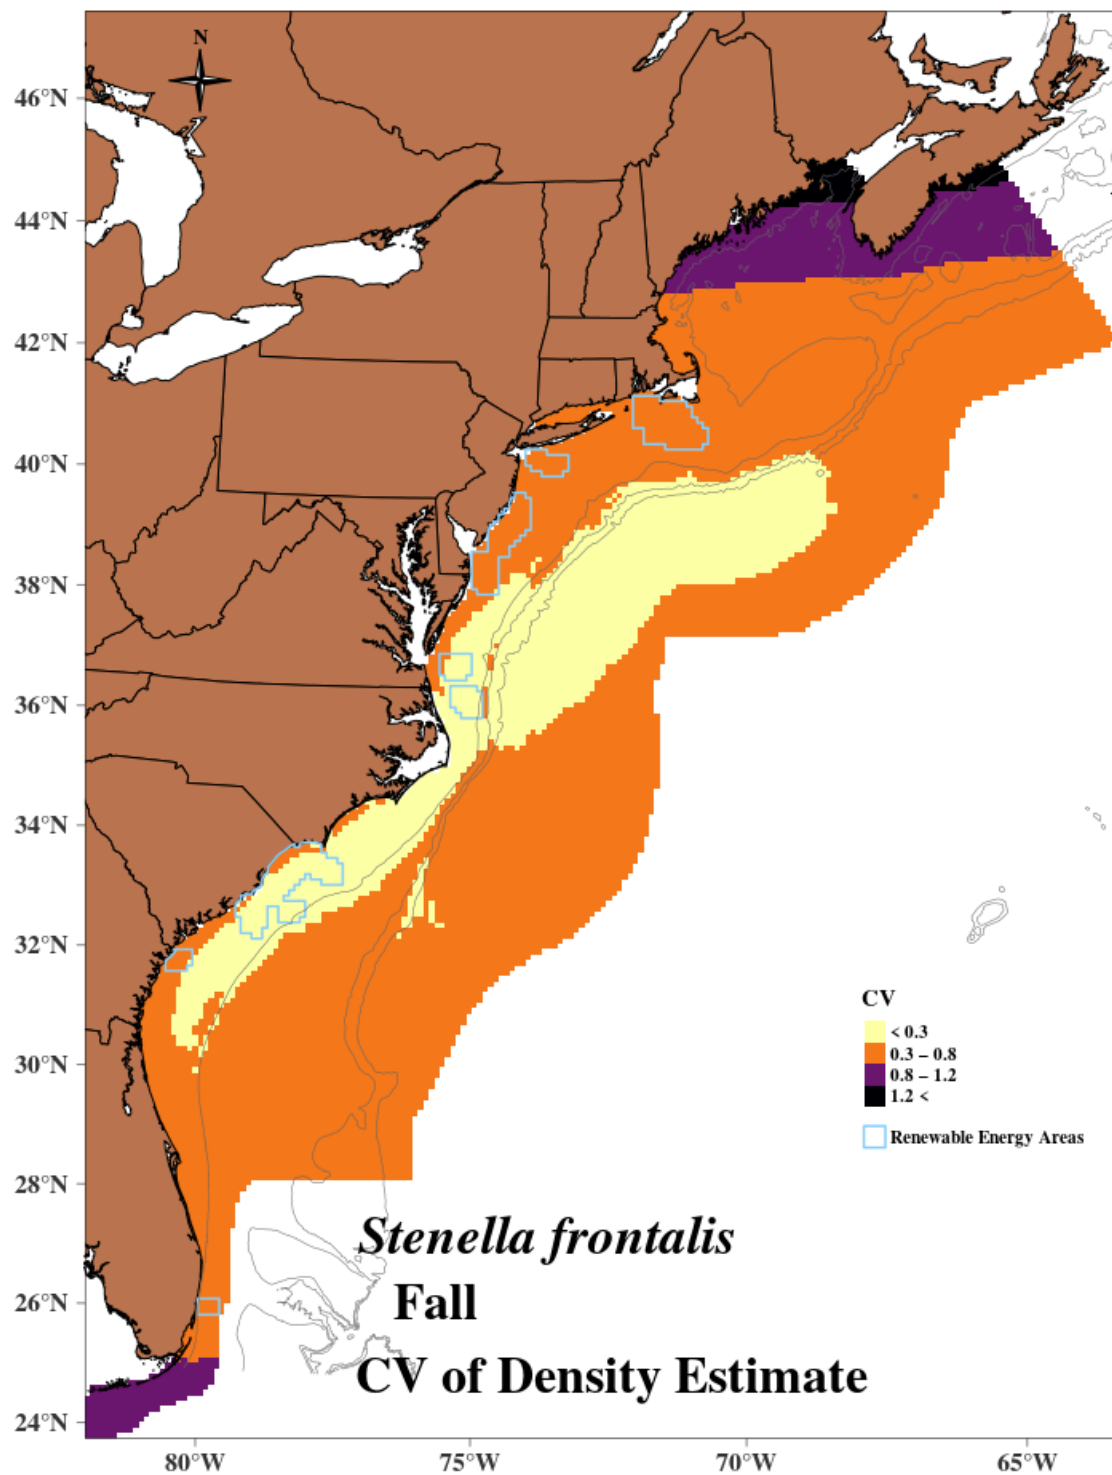 N
46°N
44°N
42°N
40°N
38°N
36°N
34°N
32°N
30°N
28°N
26°N
24°N
CV
< 0.3
0.3 – 0.8
0.8 – 1.2
1.2 <
Renewable Energy Areas
Stenella frontalis
Fall
CV of Density Estimate
80°W
75°W
70°W
65°W